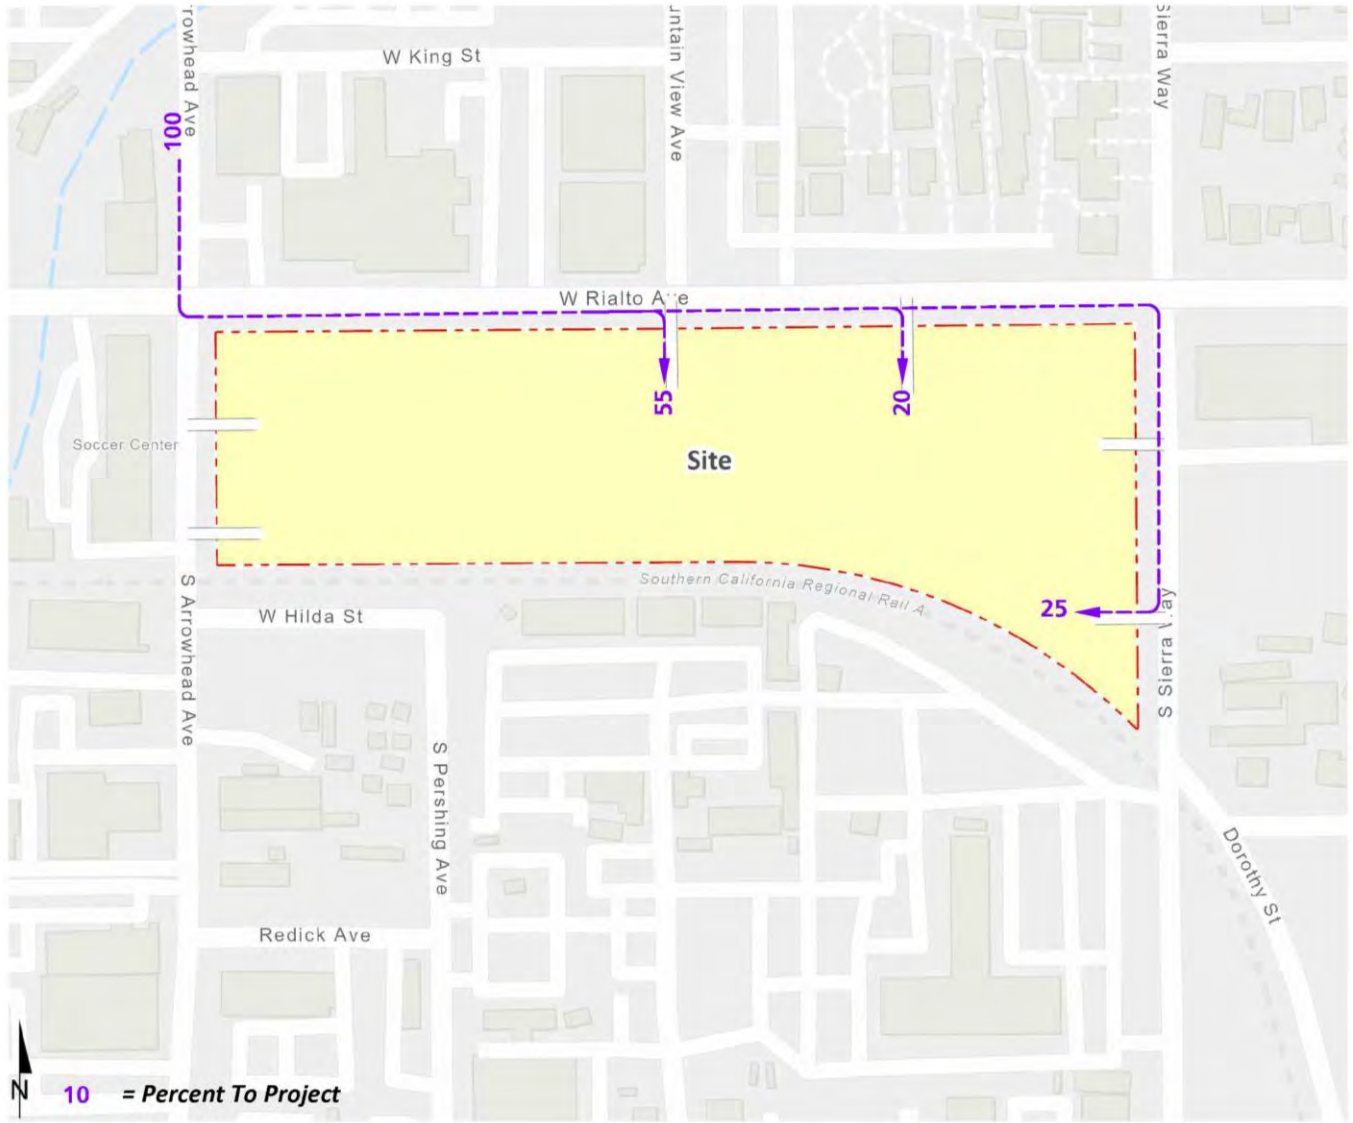 rrowhead Ave
W King St
untain View Ave
Sierra Way
100
W Rialto Ave
55
20
Soccer Center
Site
Southern California Regional Rail A
S Arrowhead Ave
W Hilda St
25
S Sierra Way
S Pershing Ave
Dorothy St
Redick Ave
N
10 = Percent To Project